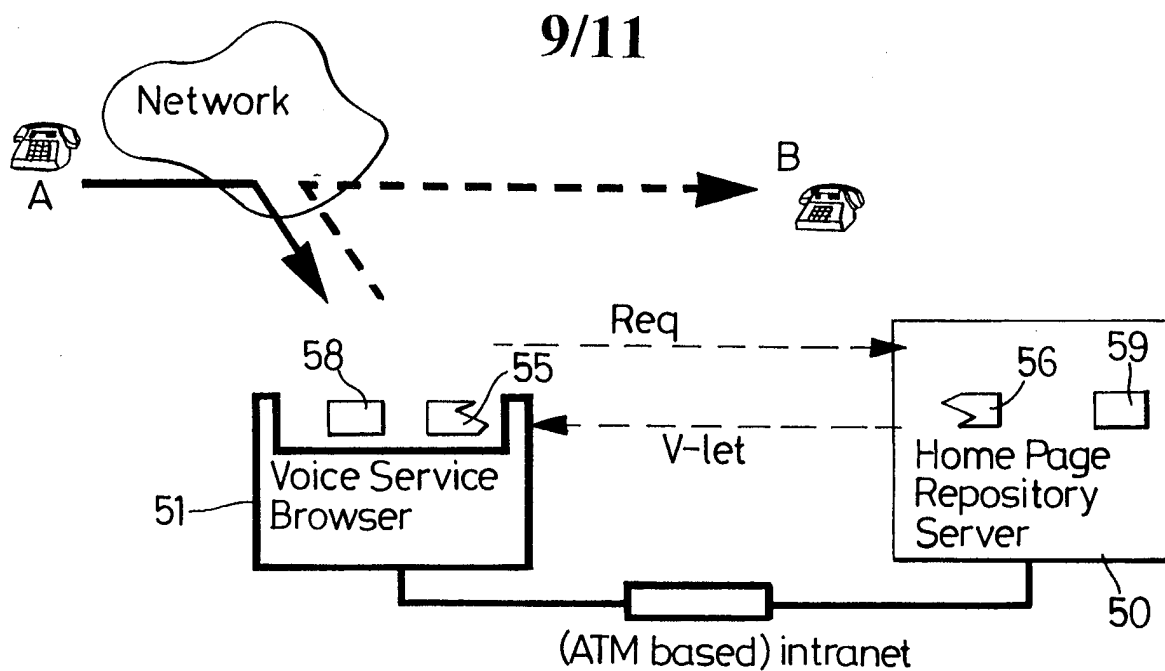 9/11
Network
A
B
Req
58
55
56
59
V-let
Voice Service
Browser
51
Home Page
Repository
Server
50
(ATM based) intranet